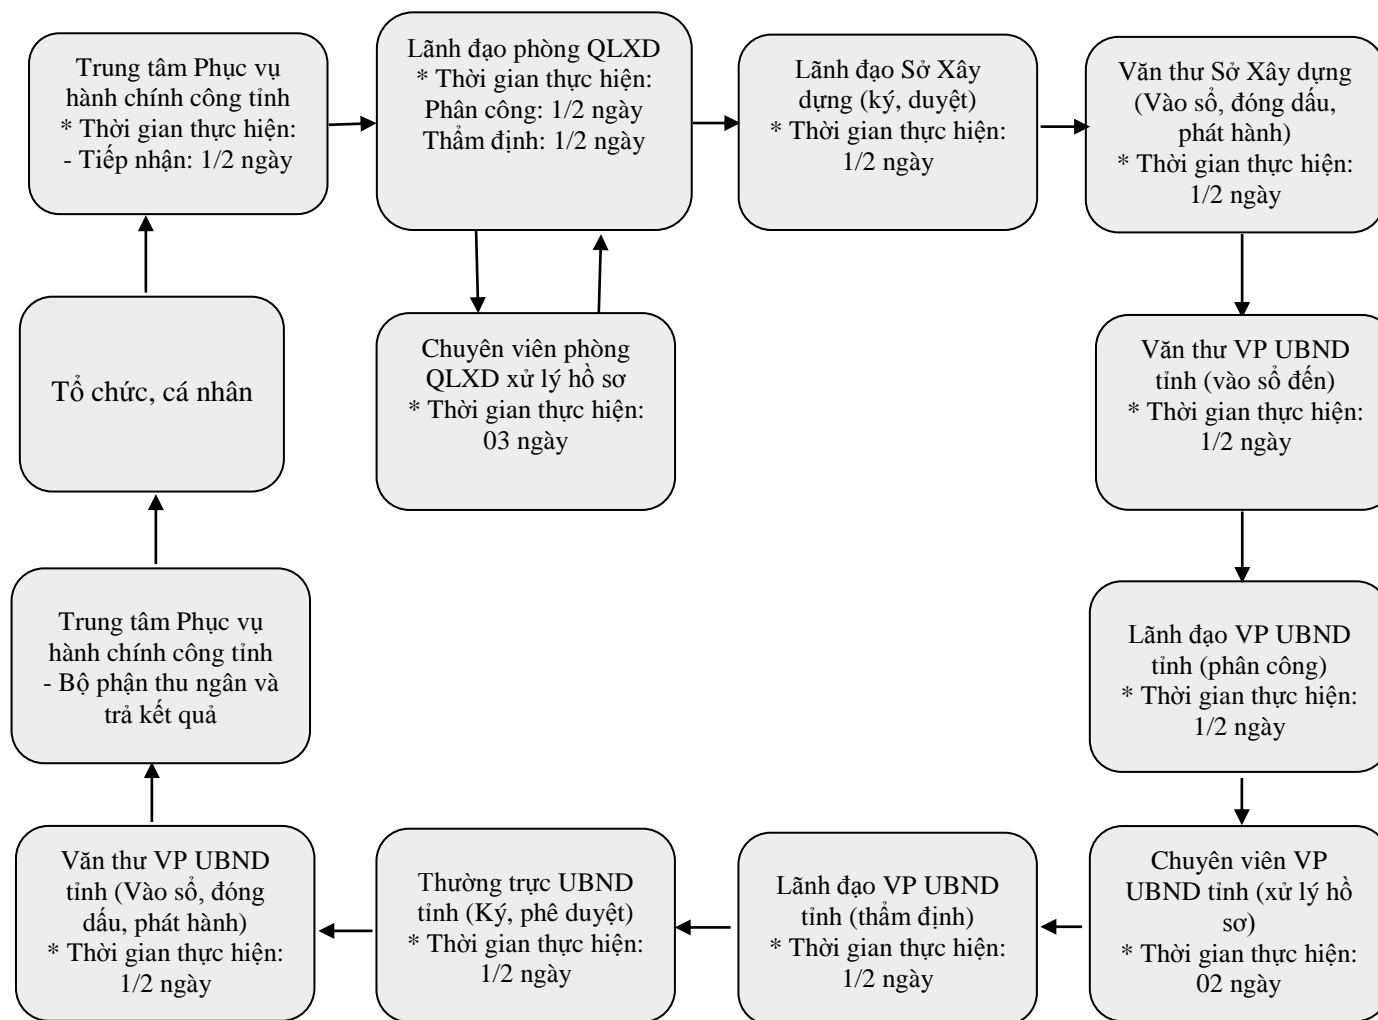 Trung tâm Phục vụ
hành chính công tỉnh
* Thời gian thực hiện:
- Tiếp nhận: 1/2 ngày
Lãnh đạo phòng QLXD
* Thời gian thực hiện:
Phân công: 1/2 ngày
Thẩm định: 1/2 ngày
Lãnh đạo Sở Xây
dựng (ký, duyệt)
* Thời gian thực hiện:
1/2 ngày
Văn thư Sở Xây dựng
(Vào sổ, đóng dấu,
phát hành)
* Thời gian thực hiện:
1/2 ngày
Tổ chức, cá nhân
Chuyên viên phòng
QLXD xử lý hồ sơ
* Thời gian thực hiện:
03 ngày
Văn thư VP UBND
tỉnh (vào sổ đến)
* Thời gian thực hiện:
1/2 ngày
Trung tâm Phục vụ
hành chính công tỉnh
- Bộ phận thu ngân và
trả kết quả
Lãnh đạo VP UBND
tỉnh (phân công)
* Thời gian thực hiện:
1/2 ngày
Văn thư VP UBND
tỉnh (Vào sổ, đóng
dấu, phát hành)
* Thời gian thực hiện:
1/2 ngày
Thường trực UBND
tỉnh (Ký, phê duyệt)
* Thời gian thực hiện:
1/2 ngày
Lãnh đạo VP UBND
tỉnh (thẩm định)
* Thời gian thực hiện:
1/2 ngày
Chuyên viên VP
UBND tỉnh (xử lý hồ
sơ)
* Thời gian thực hiện:
02 ngày